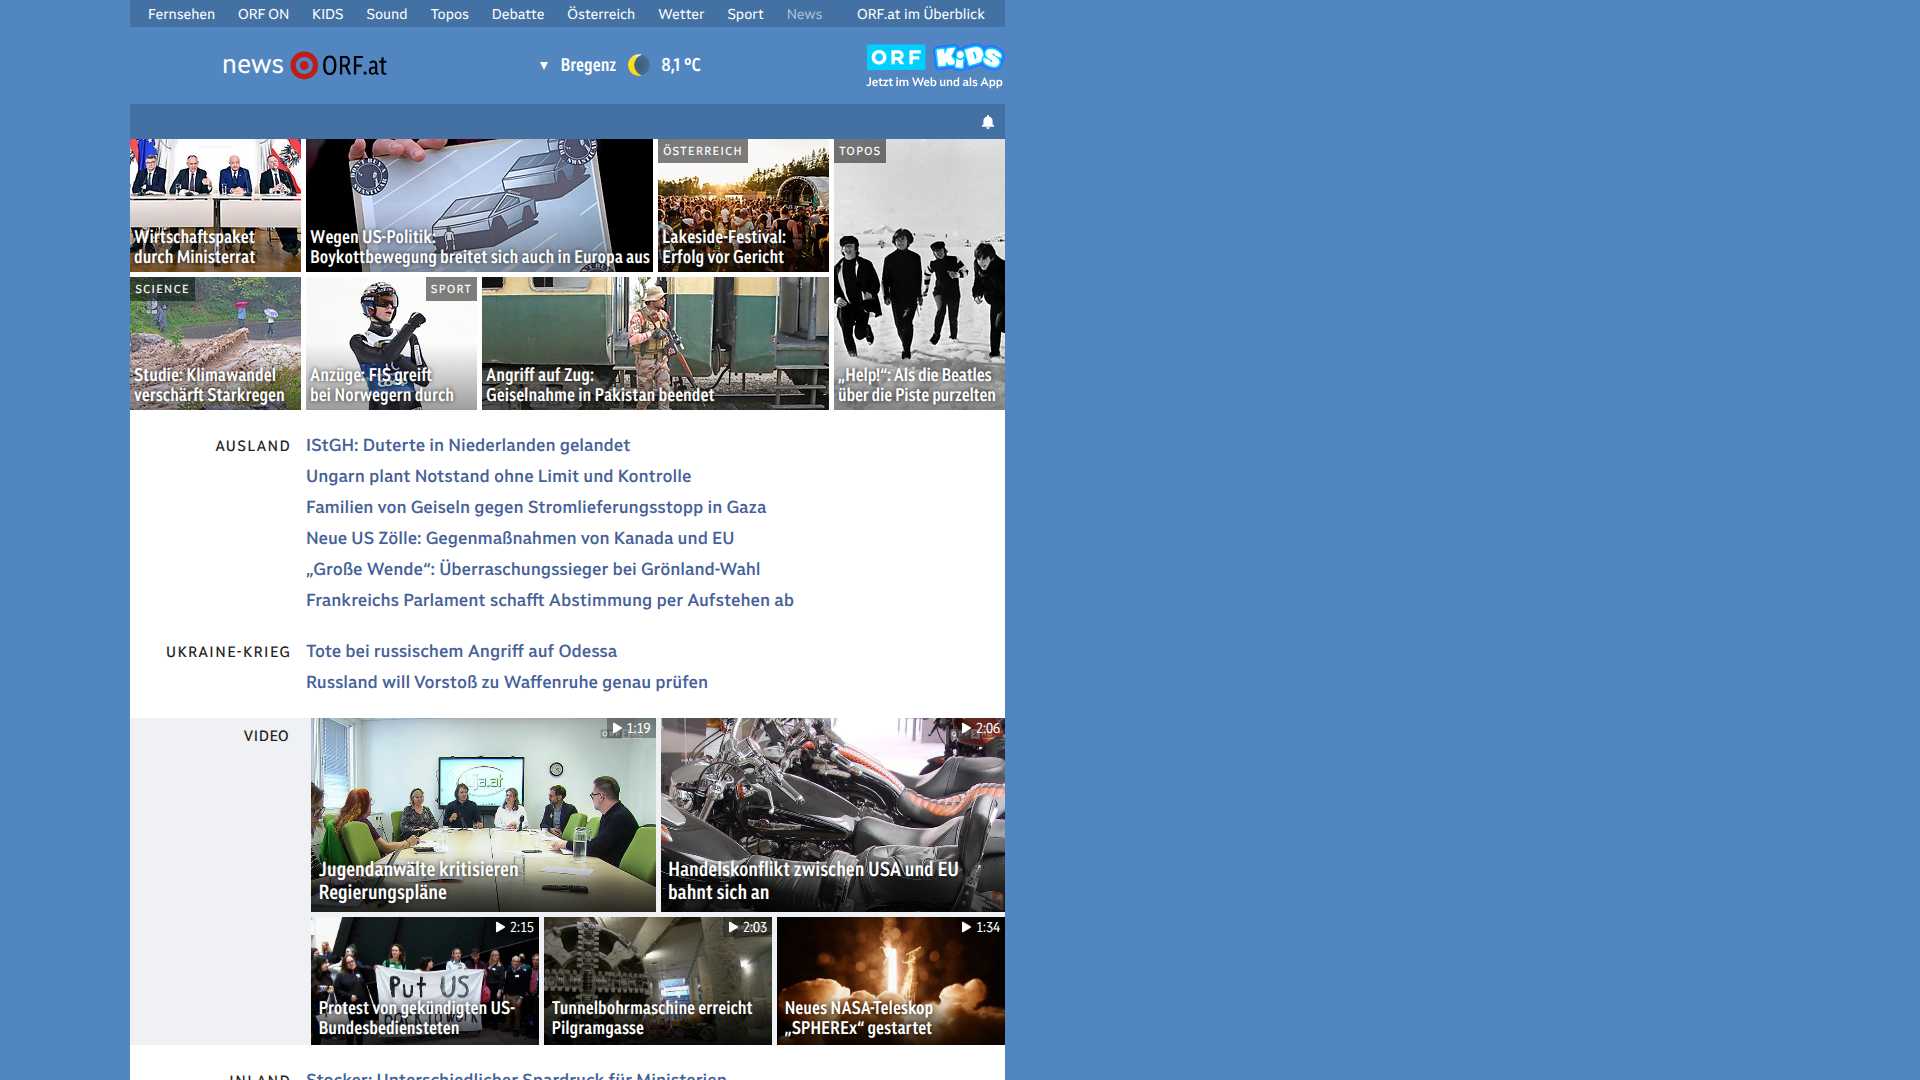 Fernsehen ORF ON KIDS Sound Topos Debatte Österreich Wetter Sport News ORF.at im Überblick
news ORF.at
Bregenz 8,1 °C
ORF KiDS
Jetzt im Web und als App
Wirtschaftspaket
durch Ministerrat
Wegen US-Politik:
Boykottbewegung breitet sich auch in Europa aus
ÖSTERREICH
Lakeside-Festival:
Erfolg vor Gericht
TOPOS
„Help!“: Als die Beatles
über die Piste purzelten
SCIENCE
Studie: Klimawandel
verschärft Starkregen
SPORT
Anzüge: FIS greift
bei Norwegern durch
Angriff auf Zug:
Geiselnahme in Pakistan beendet
AUSLAND
IStGH: Duterte in Niederlanden gelandet
Ungarn plant Notstand ohne Limit und Kontrolle
Familien von Geiseln gegen Stromlieferungsstopp in Gaza
Neue US Zölle: Gegenmaßnahmen von Kanada und EU
„Große Wende“: Überraschungssieger bei Grönland-Wahl
Frankreichs Parlament schafft Abstimmung per Aufstehen ab
UKRAINE-KRIEG
Tote bei russischem Angriff auf Odessa
Russland will Vorstoß zu Waffenruhe genau prüfen
VIDEO
1:19
Jugendanwälte kritisieren
Regierungspläne
2:06
Handelskonflikt zwischen USA und EU
bahnt sich an
2:15
Put US
Protest von gekündigten US-
Bundesbediensteten
2:03
Tunnelbohrmaschine erreicht
Pilgramgasse
1:34
Neues NASA-Teleskop
„SPHEREx“ gestartet
INLAND
Stocker: Unterschiedlicher Spardruck für Ministerien